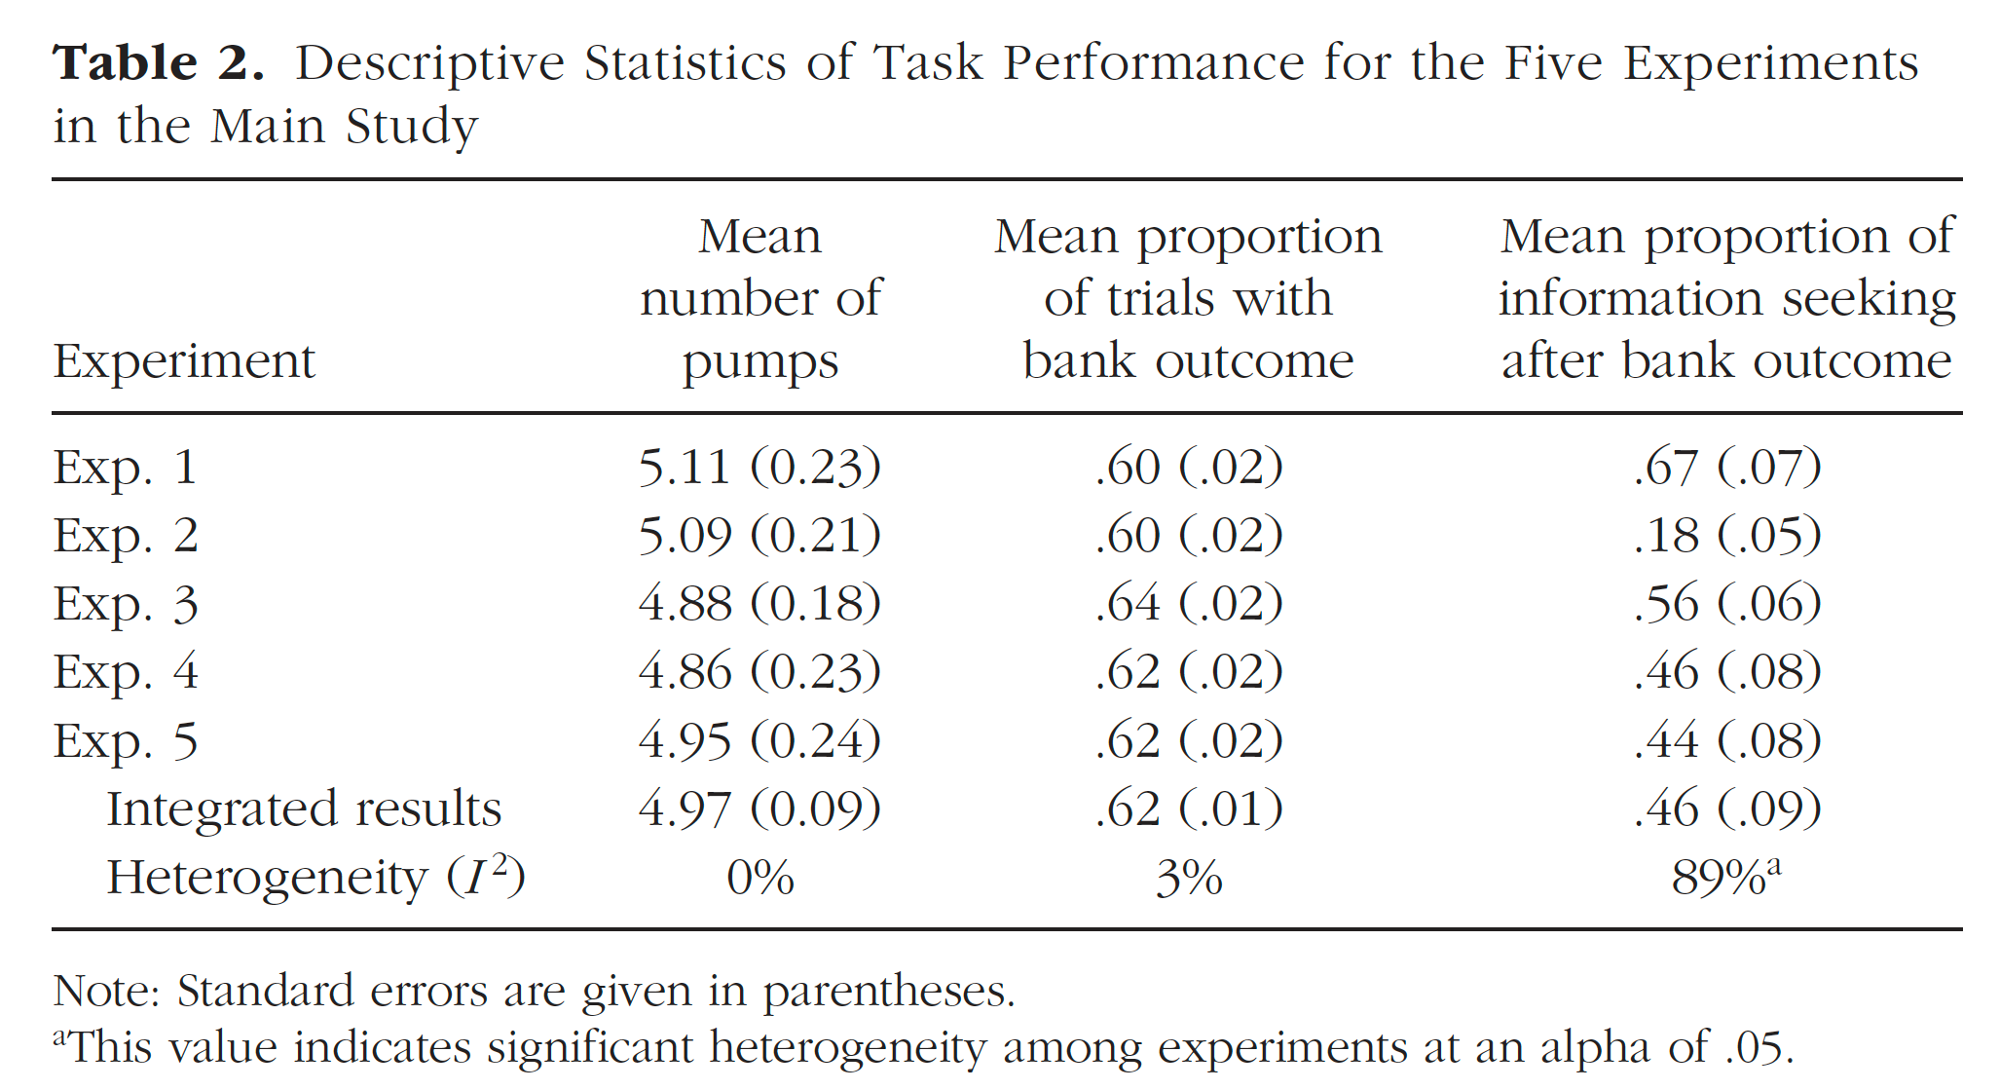 Table 2. Descriptive Statistics of Task Performance for the Five Experiments
in the Main Study
Experiment
Mean
number of
pumps
Mean proportion
of trials with
bank outcome
Mean proportion of
information seeking
after bank outcome
Exp. 1 5.11 (0.23) .60 (.02) .67 (.07)
Exp. 2 5.09 (0.21) .60 (.02) .18 (.05)
Exp. 3 4.88 (0.18) .64 (.02) .56 (.06)
Exp. 4 4.86 (0.23) .62 (.02) .46 (.08)
Exp. 5 4.95 (0.24) .62 (.02) .44 (.08)
Integrated results 4.97 (0.09) .62 (.01) .46 (.09)
Heterogeneity (I²) 0% 3% 89%ᵃ
Note: Standard errors are given in parentheses.
ᵃThis value indicates significant heterogeneity among experiments at an alpha of .05.